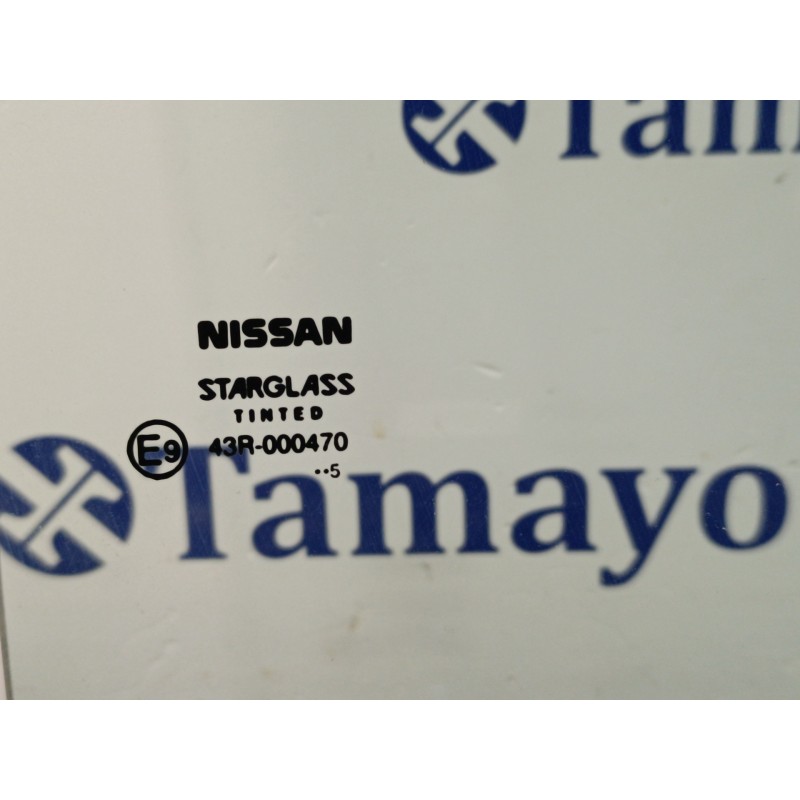 Tam
NISSAN
STARGLASS
TINTED
E9 43R-000470
..5
Tamayo